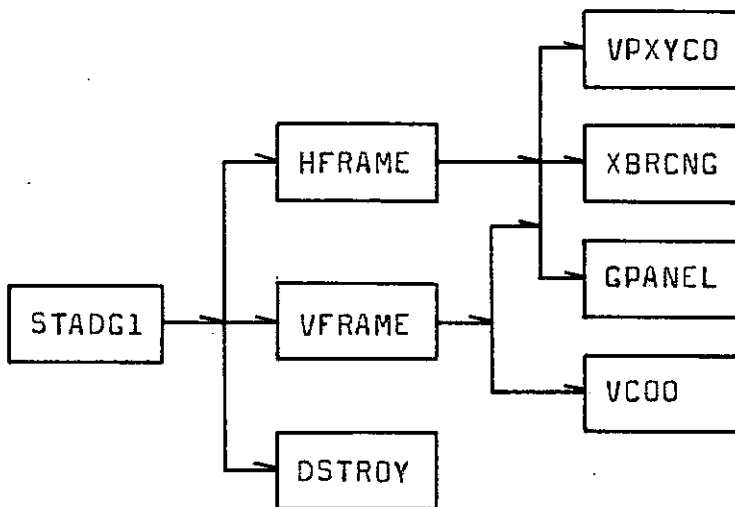 VPXYCO
HFRAME
XBRCNG
GPANEL
STADG1
VFRAME
VCOO
DSTROY